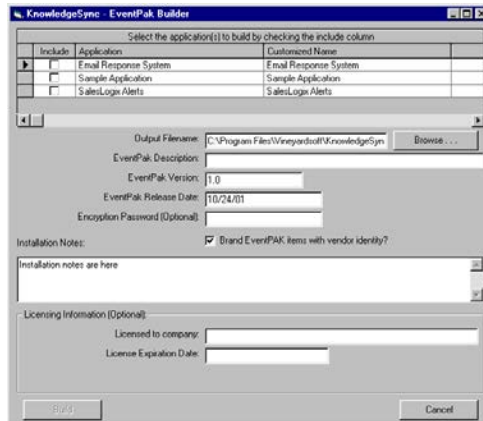 KnowledgeSync - EventPak Builder
Select the application(s) to build by checking the include column
Include Application Customized Name
Email Response System Email Response System
Sample Application Sample Application
SalesLogix Alerts SalesLogix Alerts
Output Filename: C:\Program Files\Vineyardsoft\KnowledgeSyn Browse . . .
EventPak Description:
EventPak Version: 1.0
EventPak Release Date: 10/24/01
Encryption Password (Optional):
Installation Notes: Brand EventPAK items with vendor identity?
Installation notes are here
Licensing Information (Optional):
Licensed to company:
License Expiration Date:
Build Cancel